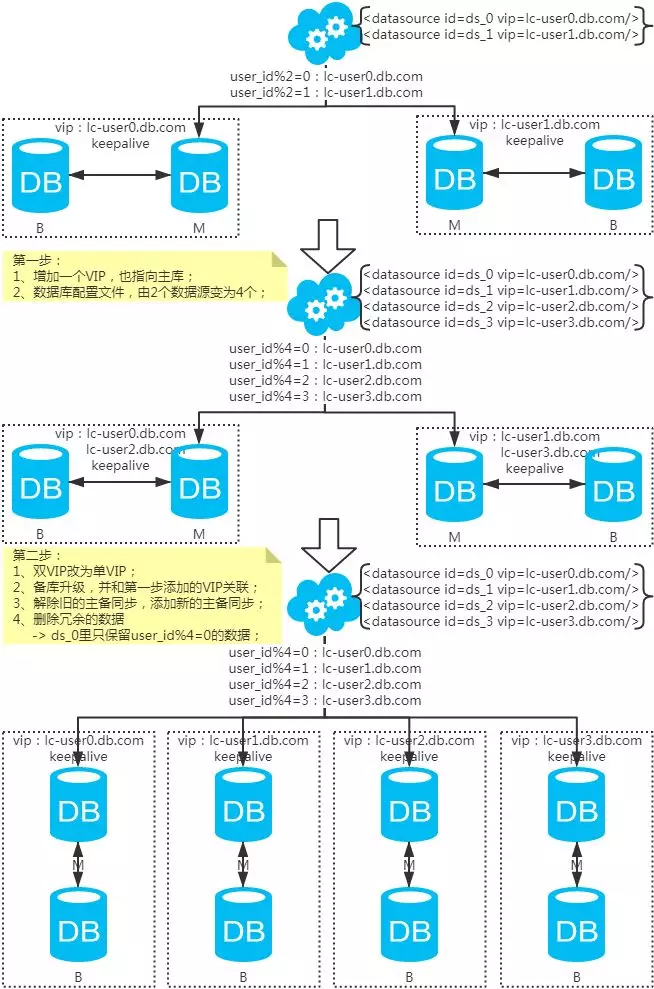 <datasource id=ds_0 vip=lc-user0.db.com/>
<datasource id=ds_1 vip=lc-user1.db.com/>
user_id%2=0：lc-user0.db.com
user_id%2=1：lc-user1.db.com
vip：lc-user0.db.com
keepalive
DB
DB
B
M
vip：lc-user1.db.com
keepalive
DB
DB
M
B
第一步：
1、增加一个VIP，也指向主库；
2、数据库配置文件，由2个数据源变为4个；
<datasource id=ds_0 vip=lc-user0.db.com/>
<datasource id=ds_1 vip=lc-user1.db.com/>
<datasource id=ds_2 vip=lc-user2.db.com/>
<datasource id=ds_3 vip=lc-user3.db.com/>
user_id%4=0：lc-user0.db.com
user_id%4=1：lc-user1.db.com
user_id%4=2：lc-user2.db.com
user_id%4=3：lc-user3.db.com
vip：lc-user0.db.com
lc-user2.db.com
keepalive
DB
DB
B
M
vip：lc-user1.db.com
lc-user3.db.com
keepalive
DB
DB
M
B
第二步：
1、双VIP改为单VIP；
2、备库升级，并和第一步添加的VIP关联；
3、解除旧的主备同步，添加新的主备同步；
4、删除冗余的数据
-> ds_0里只保留user_id%4=0的数据；
<datasource id=ds_0 vip=lc-user0.db.com/>
<datasource id=ds_1 vip=lc-user1.db.com/>
<datasource id=ds_2 vip=lc-user2.db.com/>
<datasource id=ds_3 vip=lc-user3.db.com/>
user_id%4=0：lc-user0.db.com
user_id%4=1：lc-user1.db.com
user_id%4=2：lc-user2.db.com
user_id%4=3：lc-user3.db.com
vip：lc-user0.db.com
keepalive
DB
M
DB
B
vip：lc-user1.db.com
keepalive
DB
M
DB
B
vip：lc-user2.db.com
keepalive
DB
M
DB
B
vip：lc-user3.db.com
keepalive
DB
M
DB
B